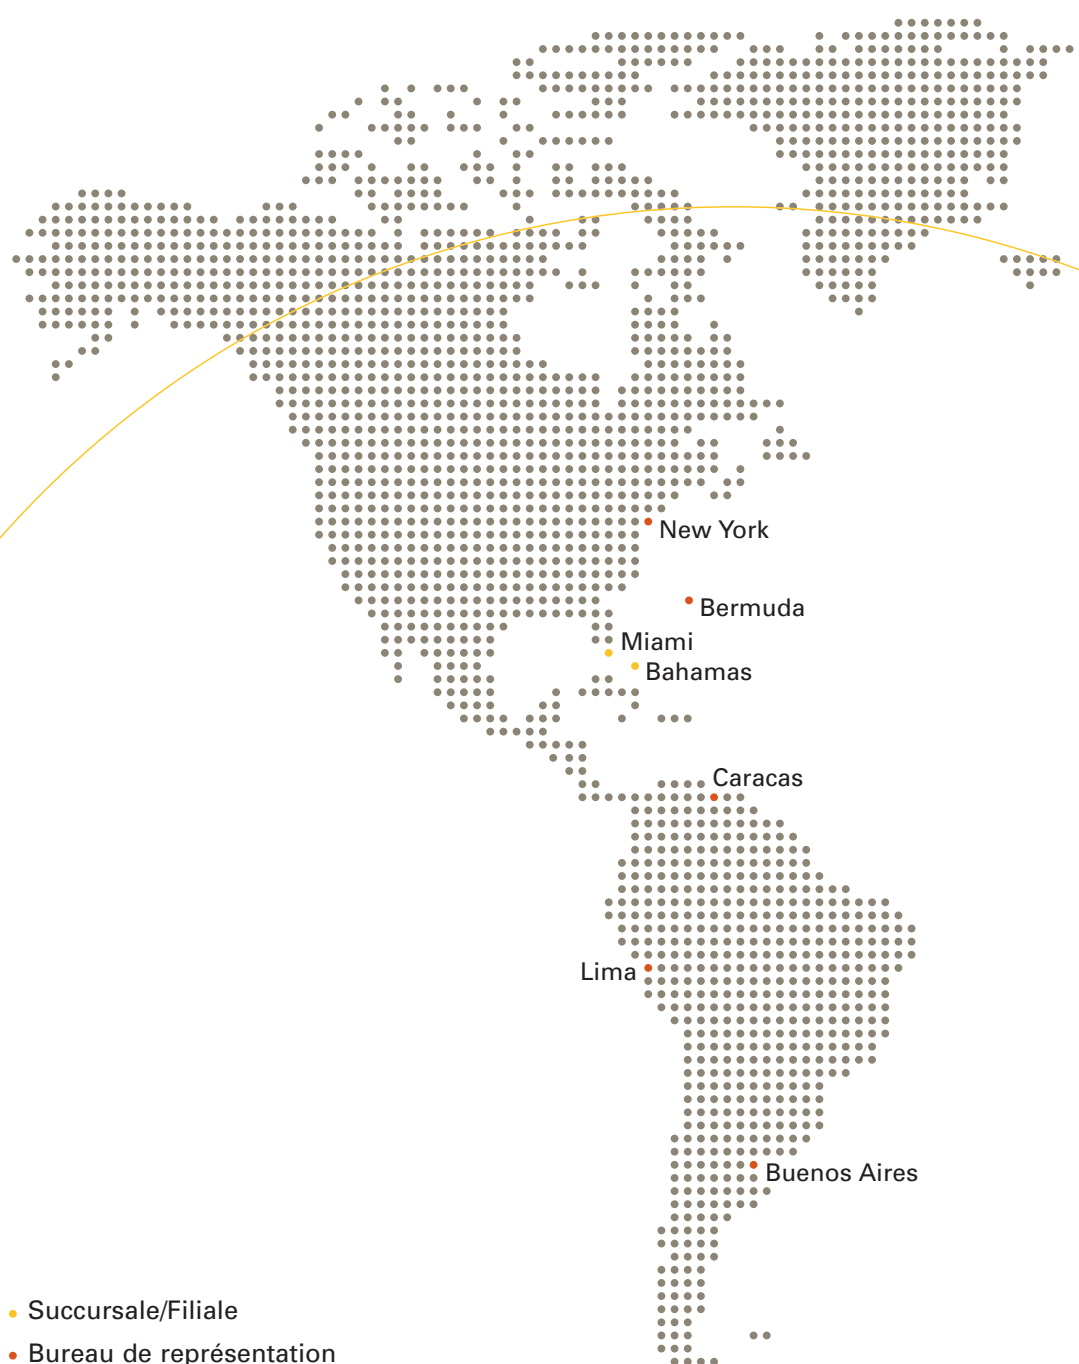 New York
Bermuda
Miami
Bahamas
Caracas
Lima
Buenos Aires
Succursale/Filiale
Bureau de représentation